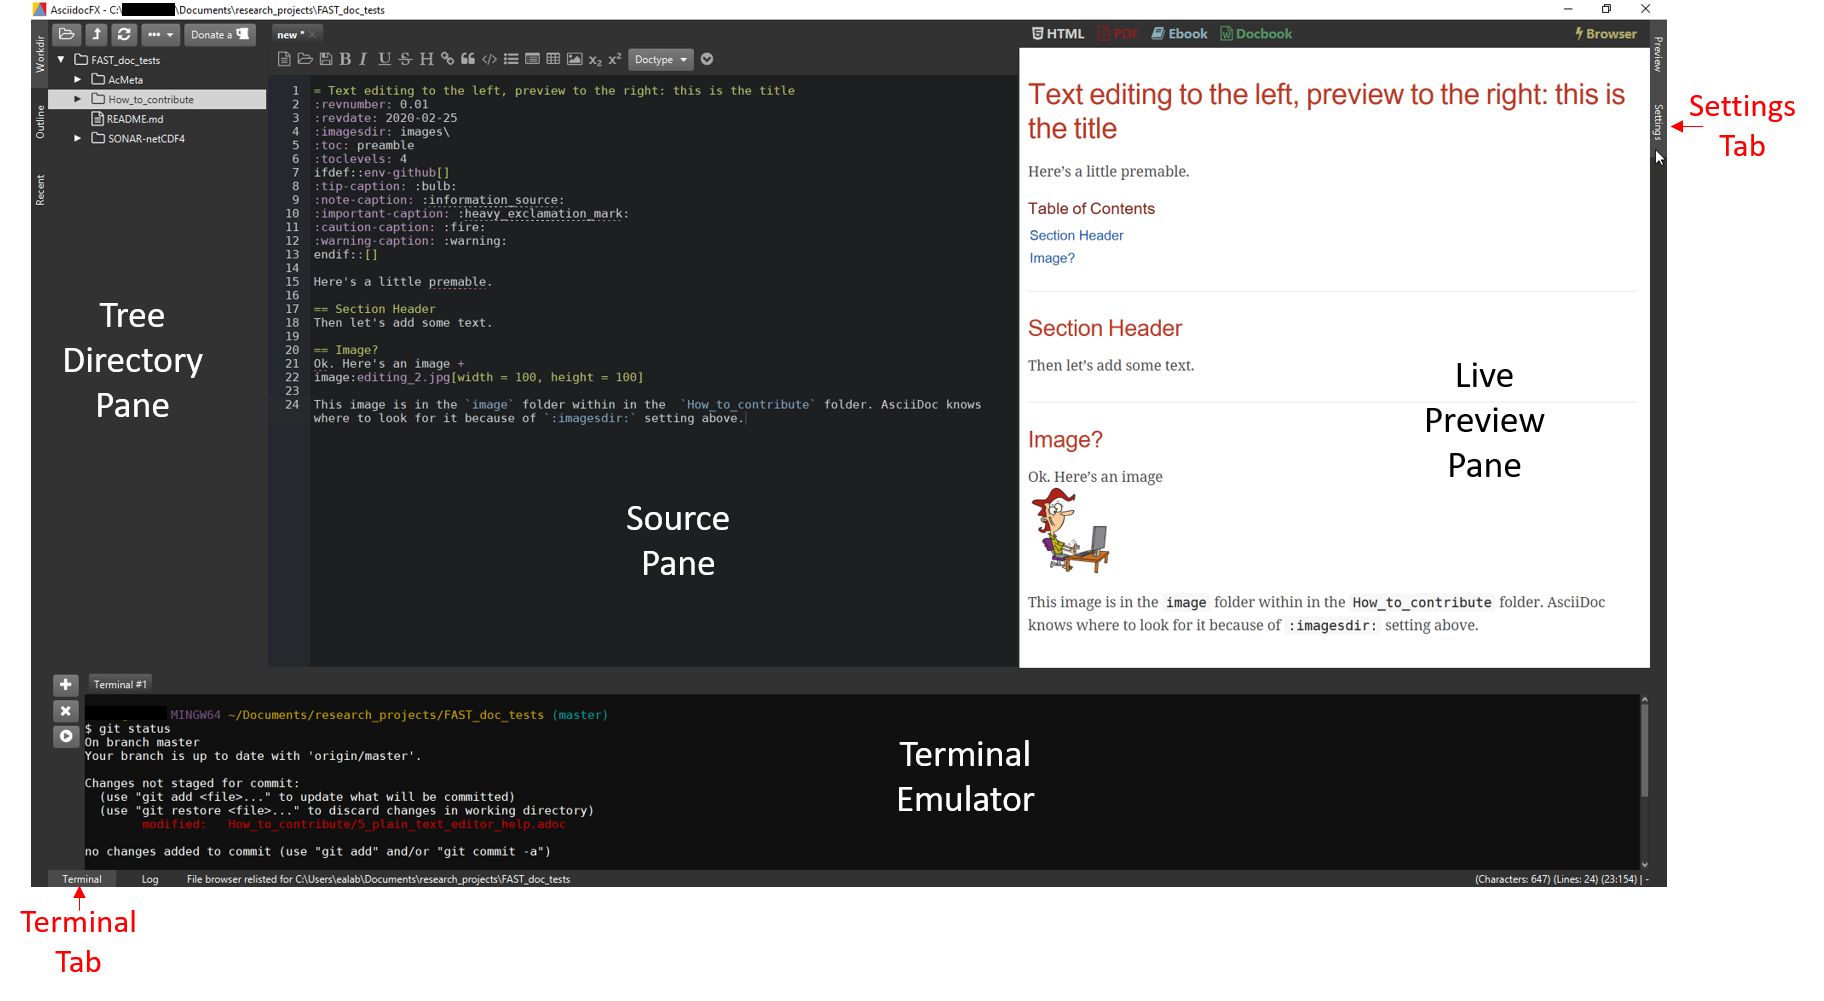 AsciidocFX - C:\ \Documents\research_projects\FAST_doc_tests
Workdir
Outline
Recent
Donate a
FAST_doc_tests
AcMeta
How_to_contribute
README.md
SONAR-netCDF4
Tree
Directory
Pane
new *
B I U S H x₂ x² Doctype
1 = Text editing to the left, preview to the right: this is the title
2 :revnumber: 0.01
3 :revdate: 2020-02-25
4 :imagesdir: images\
5 :toc: preamble
6 :toclevels: 4
7 ifdef::env-github[]
8 :tip-caption: :bulb:
9 :note-caption: :information_source:
10 :important-caption: :heavy_exclamation_mark:
11 :caution-caption: :fire:
12 :warning-caption: :warning:
13 endif::[]
14
15 Here's a little premable.
16
17 == Section Header
18 Then let's add some text.
19
20 == Image?
21 Ok. Here's an image +
22 image:editing_2.jpg[width = 100, height = 100]
23
24 This image is in the `image` folder within in the  `How_to_contribute` folder. AsciiDoc knows
where to look for it because of `:imagesdir:` setting above.
Source
Pane
HTML PDF Ebook Docbook Browser
Text editing to the left, preview to the right: this is
the title
Here’s a little premable.
Table of Contents
Section Header
Image?
Section Header
Then let’s add some text.
Image?
Ok. Here’s an image
This image is in the image folder within in the How_to_contribute folder. AsciiDoc
knows where to look for it because of :imagesdir: setting above.
Live
Preview
Pane
Preview
Settings
Settings
Tab
Terminal #1
MINGW64 ~/Documents/research_projects/FAST_doc_tests (master)
$ git status
On branch master
Your branch is up to date with 'origin/master'.
Changes not staged for commit:
(use "git add <file>..." to update what will be committed)
(use "git restore <file>..." to discard changes in working directory)
modified: How_to_contribute/5_plain_text_editor_help.adoc
no changes added to commit (use "git add" and/or "git commit -a")
Terminal
Emulator
Terminal Log File browser relisted for C:\Users\ealab\Documents\research_projects\FAST_doc_tests
(Characters: 647) (Lines: 24) (23:154) | -
Terminal
Tab